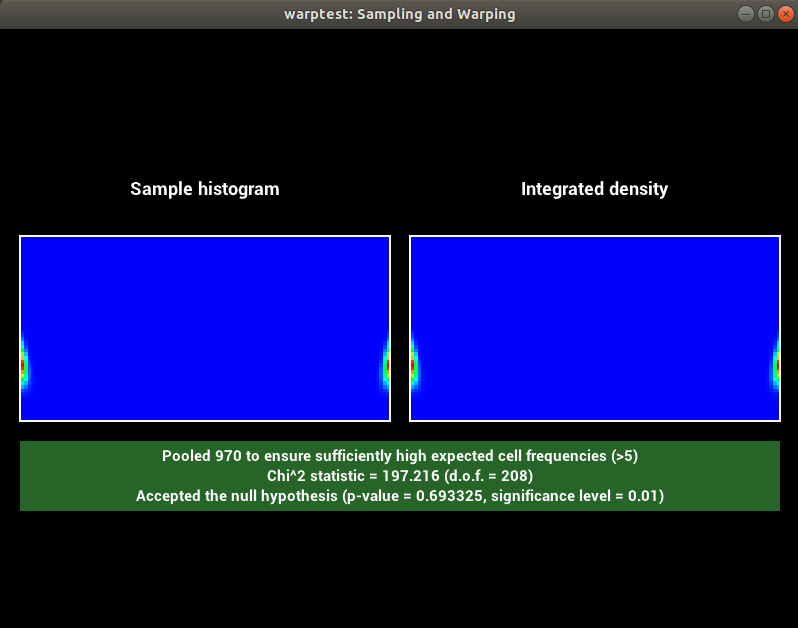 warptest: Sampling and Warping
Sample histogram
Integrated density
Pooled 970 to ensure sufficiently high expected cell frequencies (>5)
Chi^2 statistic = 197.216 (d.o.f. = 208)
Accepted the null hypothesis (p-value = 0.693325, significance level = 0.01)